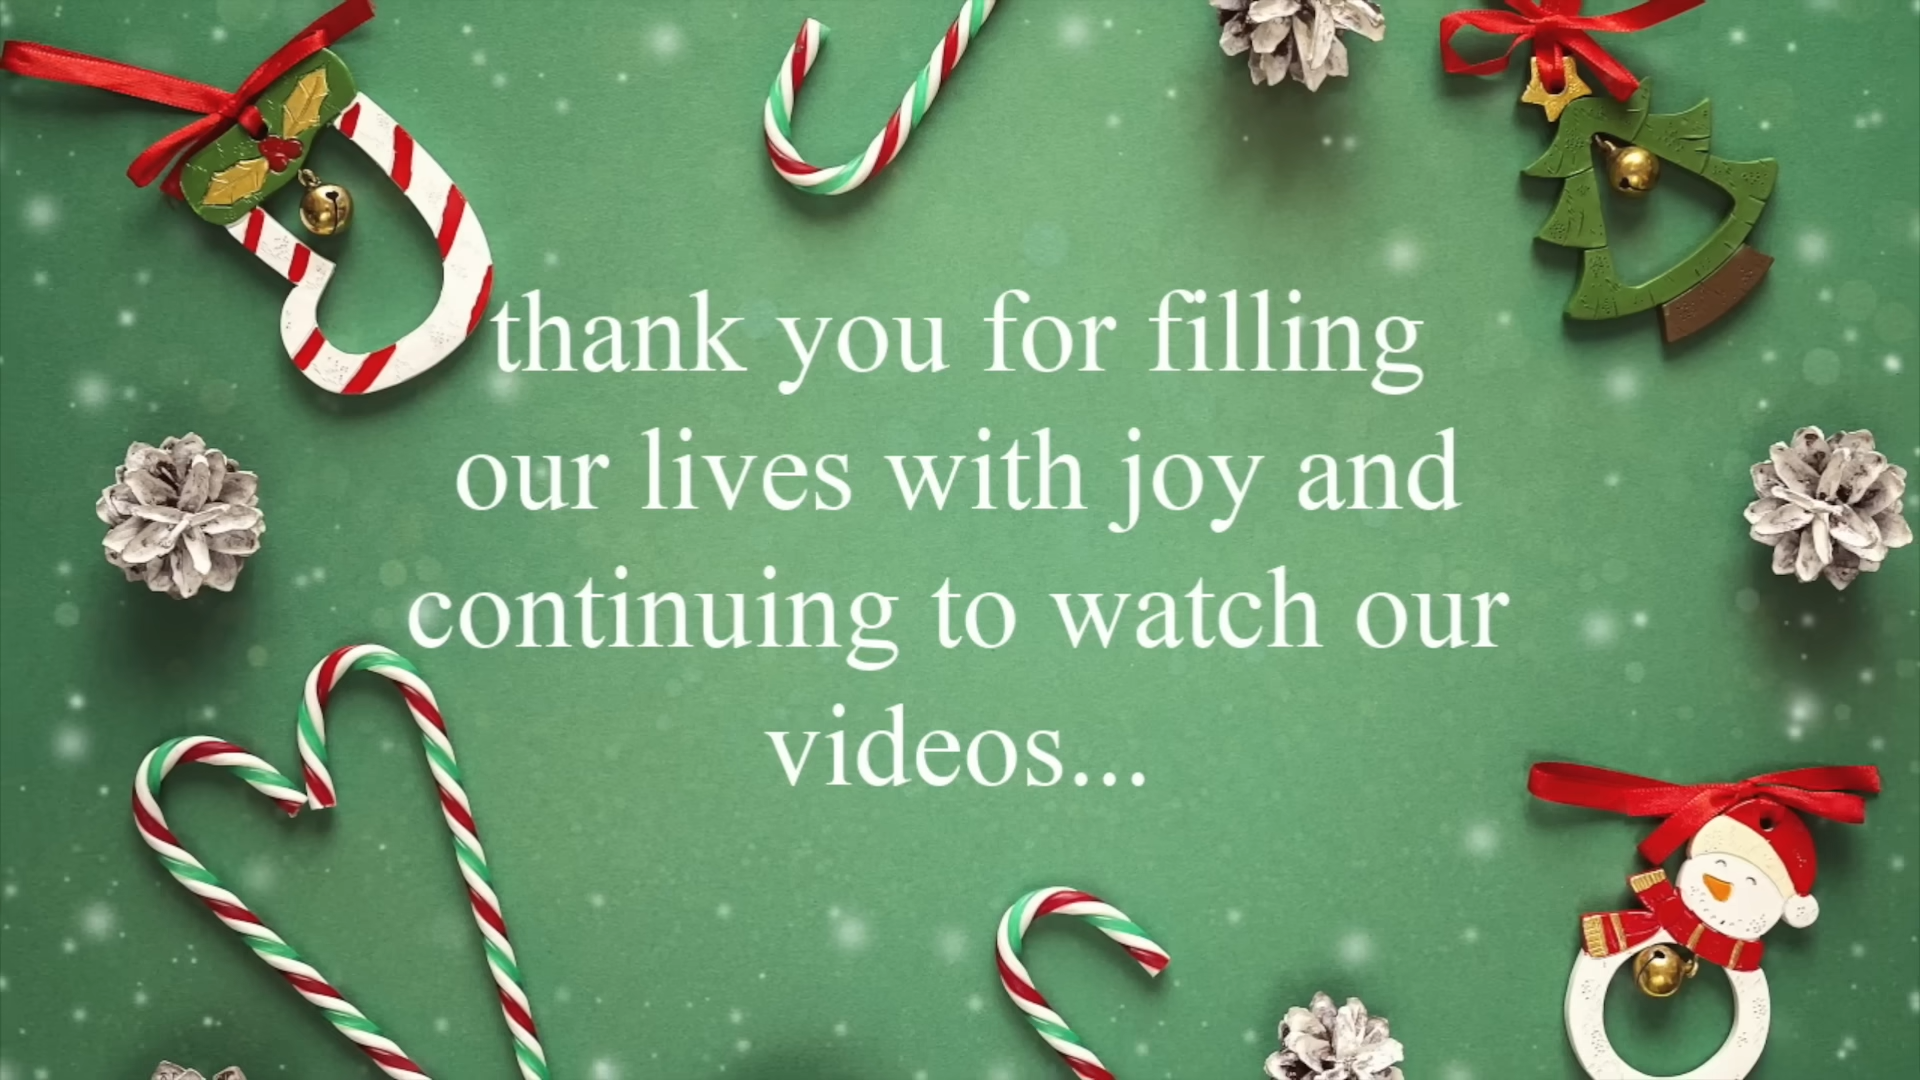 thank you for filling
our lives with joy and
continuing to watch our
videos...